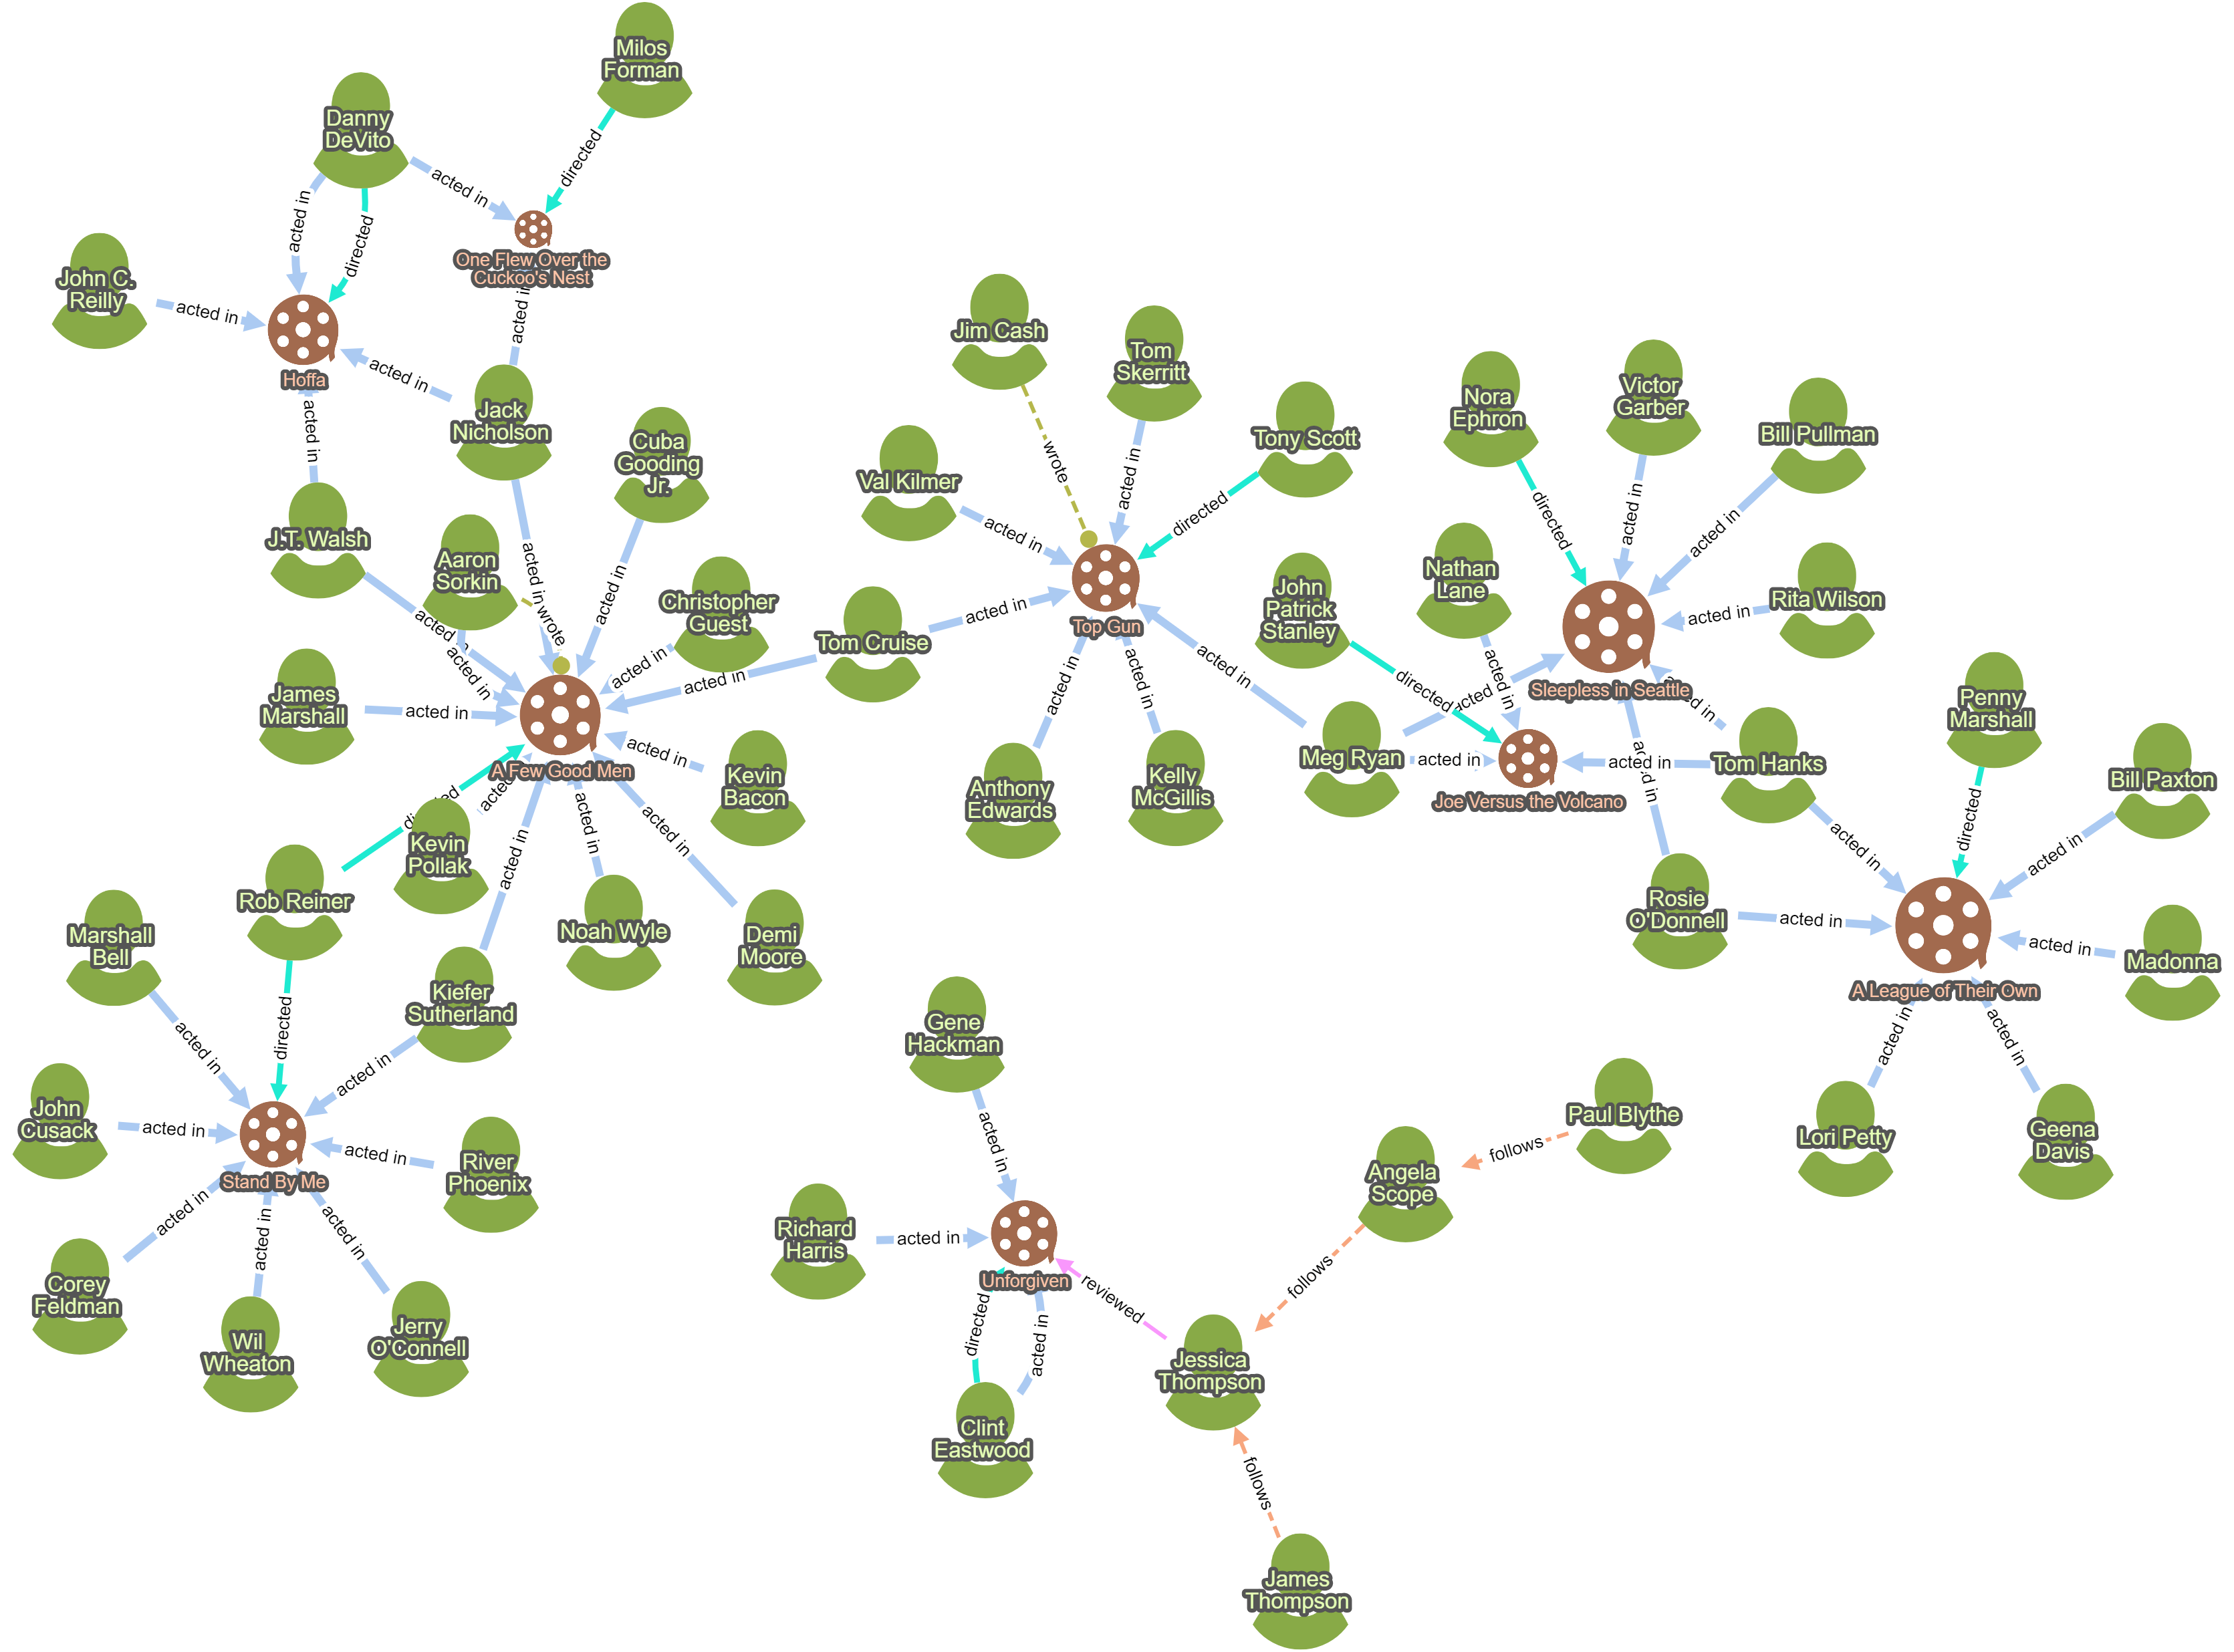 Milos
Forman
Danny
DeVito
directed
acted in
One Flew Over the
Cuckoo's Nest
acted in
directed
John C.
Reilly
acted in
acted in
Hoffa
acted in
acted in
Jack
Nicholson
J.T. Walsh
Cuba
Gooding
Jr.
Aaron
Sorkin
acted in
wrote
acted in
acted in
acted in
Christopher
Guest
acted in
James
Marshall
acted in
Tom Cruise
acted in
acted in
A Few Good Men
acted in
Kevin
Bacon
directed
acted in
Kevin
Pollak
acted in
acted in
acted in
Noah Wyle
Demi
Moore
Rob Reiner
Marshall
Bell
Kiefer
Sutherland
acted in
directed
acted in
John
Cusack
acted in
Stand By Me
acted in
River
Phoenix
acted in
acted in
acted in
Corey
Feldman
Wil
Wheaton
Jerry
O'Connell
Jim Cash
Tom
Skerritt
Tony Scott
Val Kilmer
wrote
acted in
directed
acted in
Top Gun
acted in
acted in
acted in
Anthony
Edwards
Kelly
McGillis
Meg Ryan
Nora
Ephron
Victor
Garber
Bill Pullman
directed
acted in
acted in
Nathan
Lane
John
Patrick
Stanley
acted in
Rita Wilson
acted in
directed
acted in
Sleepless in Seattle
acted in
acted in
acted in
acted in
Joe Versus the Volcano
Tom Hanks
Penny
Marshall
Bill Paxton
acted in
directed
acted in
Rosie
O'Donnell
acted in
acted in
Madonna
A League of Their Own
acted in
acted in
Lori Petty
Geena
Davis
Gene
Hackman
acted in
Richard
Harris
acted in
Unforgiven
directed
acted in
reviewed
Clint
Eastwood
Paul Blythe
follows
Angela
Scope
follows
Jessica
Thompson
follows
James
Thompson